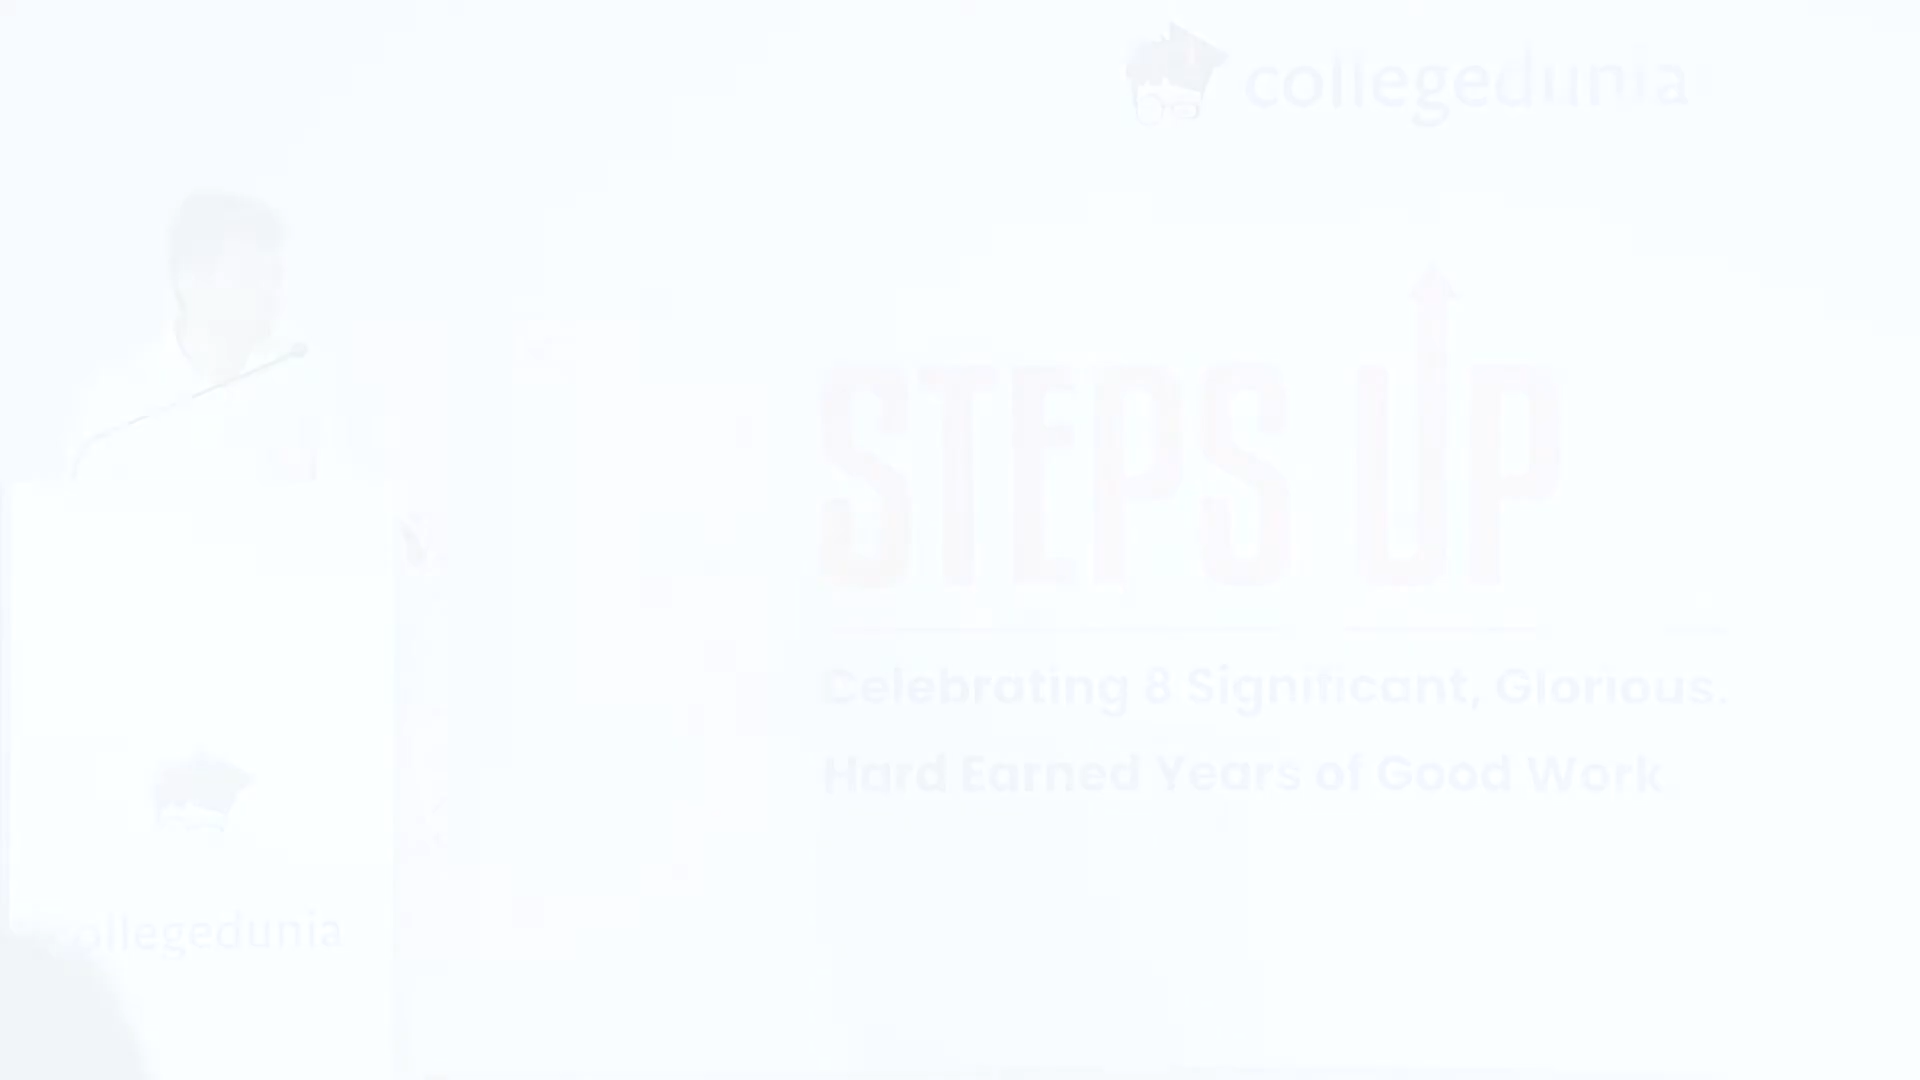 collegedunia
STEPS UP
Celebrating 8 Significant, Glorious.
Hard Earned Years of Good Work
collegedunia